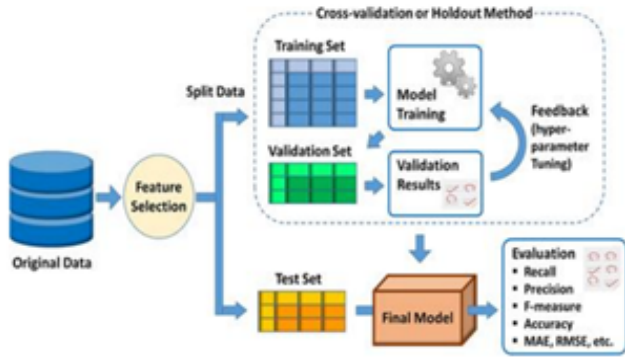 Cross-validation or Holdout Method
Training Set
Split Data
Model
Training
Feedback
(hyper-
parameter
Tuning)
Validation Set
Validation
Results
Feature
Selection
Original Data
Test Set
Final Model
Evaluation
▪ Recall
▪ Precision
▪ F-measure
▪ Accuracy
▪ MAE, RMSE, etc.